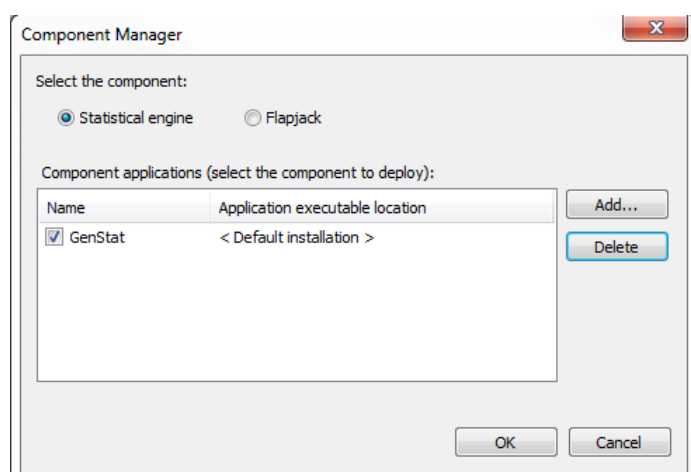 Component Manager
Select the component:
Statistical engine Flapjack
Component applications (select the component to deploy):
Name Application executable location Add...
GenStat < Default installation > Delete
OK Cancel